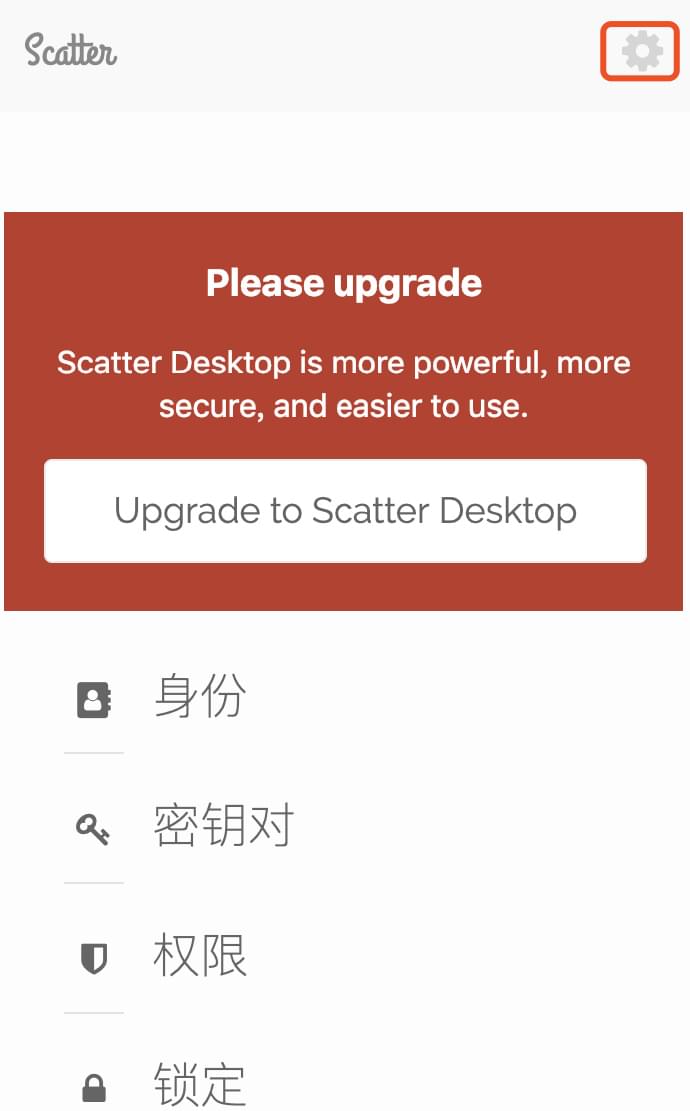 Scatter
Please upgrade
Scatter Desktop is more powerful, more
secure, and easier to use.
Upgrade to Scatter Desktop
身份
密钥对
权限
锁定